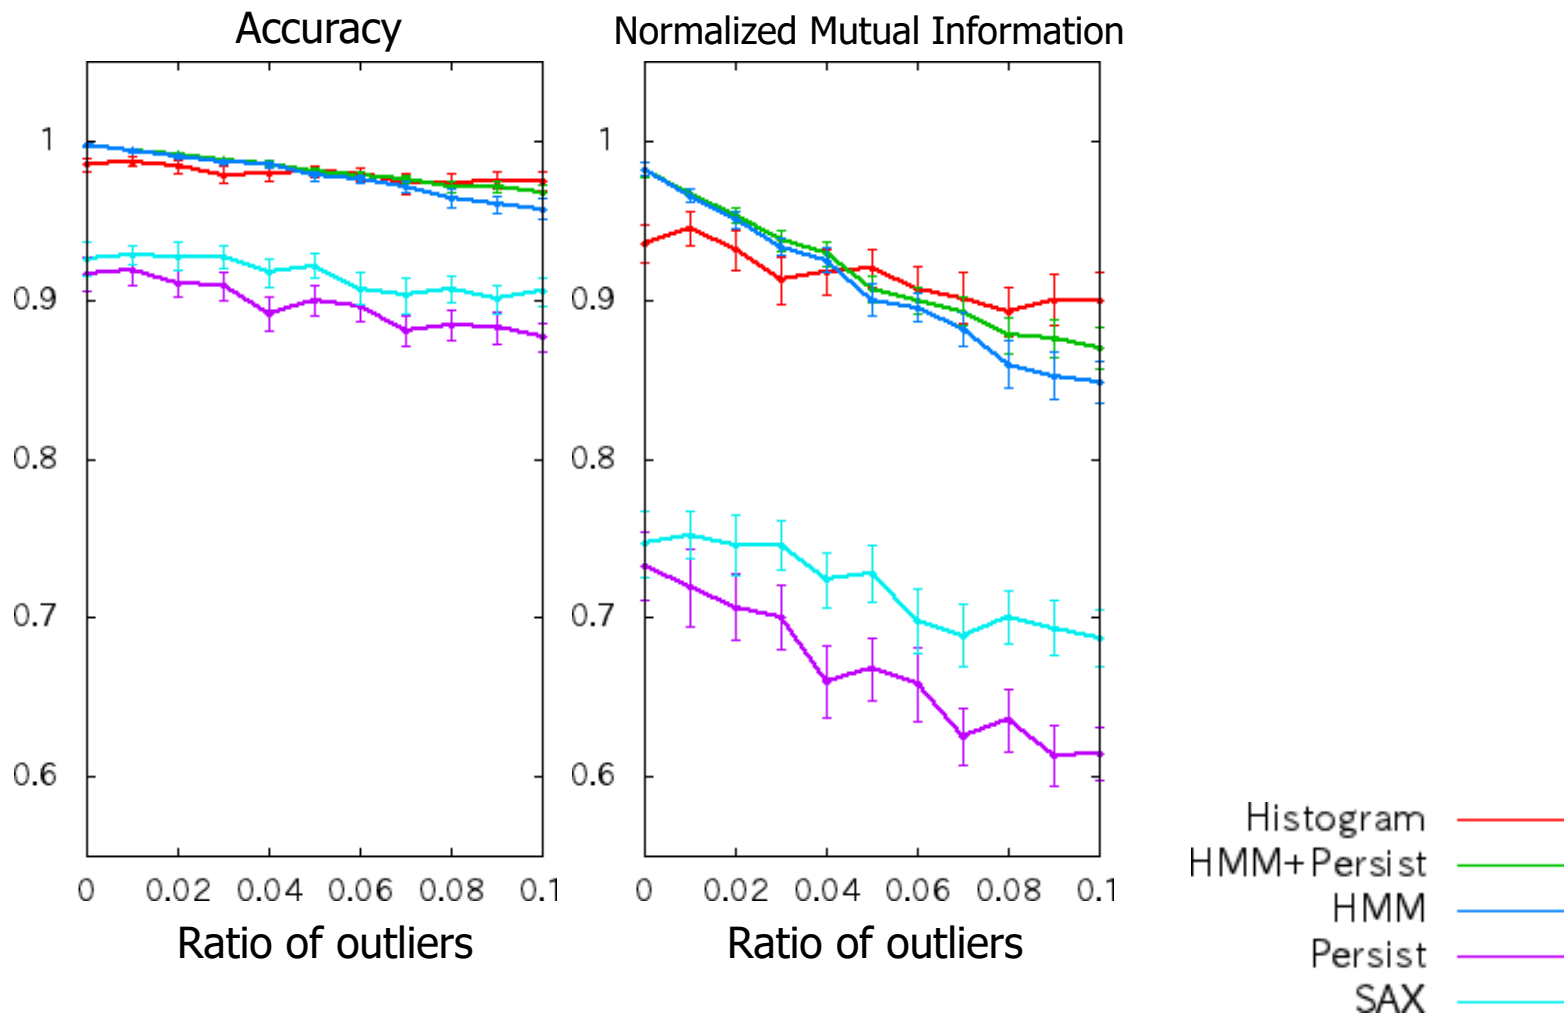 Accuracy
Normalized Mutual Information
1
0.9
0.8
0.7
0.6
0 0.02 0.04 0.06 0.08 0.1
Ratio of outliers
1
0.9
0.8
0.7
0.6
0 0.02 0.04 0.06 0.08 0.1
Ratio of outliers
Histogram
HMM+Persist
HMM
Persist
SAX